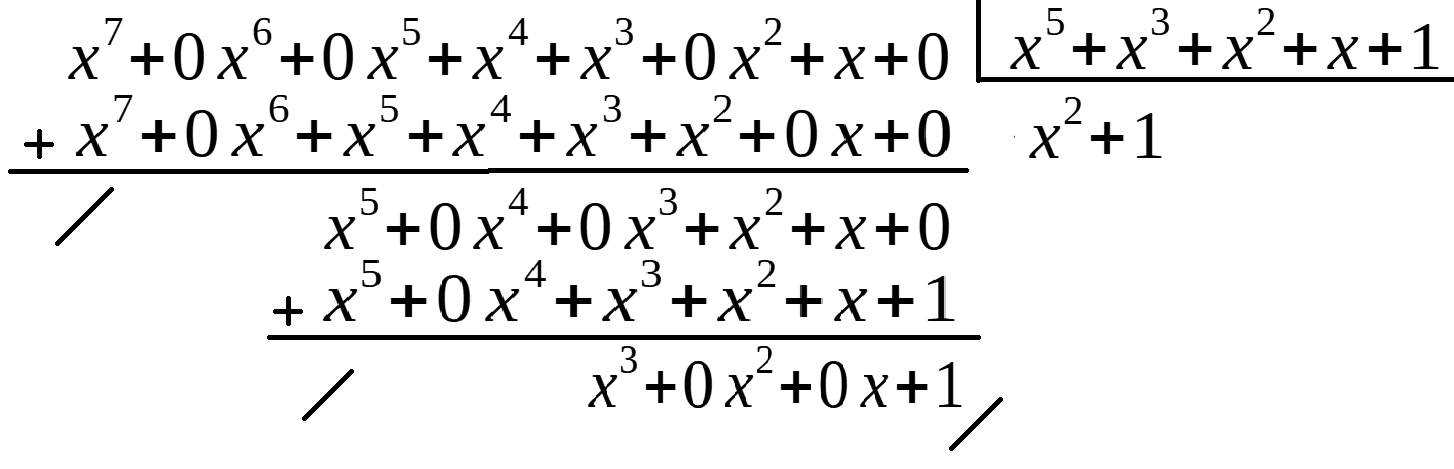 x⁷+0x⁶+0x⁵+x⁴+x³+0x²+x+0 x⁵+x³+x²+x+1
+ x⁷+0x⁶+x⁵+x⁴+x³+x²+0x+0 x²+1
x⁵+0x⁴+0x³+x²+x+0
+ x⁵+0x⁴+x³+x²+x+1
x³+0x²+0x+1